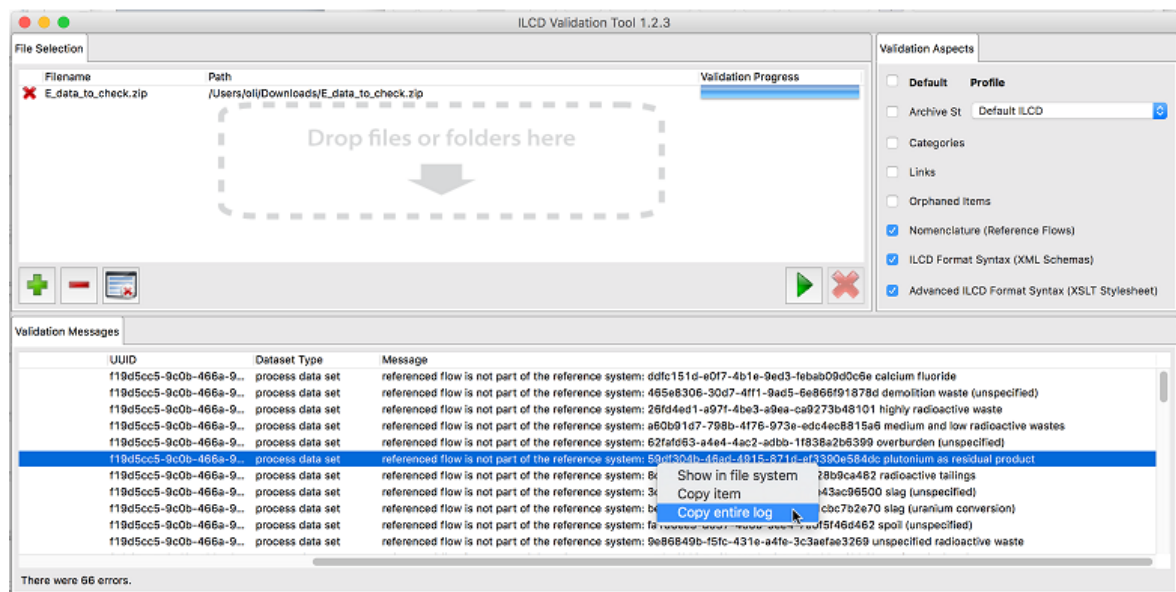 ILCD Validation Tool 1.2.3
File Selection
Filename Path Validation Progress
E_data_to_check.zip /Users/oli/Downloads/E_data_to_check.zip
Drop files or folders here
Validation Aspects
Default Profile
Archive St Default ILCD
Categories
Links
Orphaned Items
Nomenclature (Reference Flows)
ILCD Format Syntax (XML Schemas)
Advanced ILCD Format Syntax (XSLT Stylesheet)
Validation Messages
UUID Dataset Type Message
f19d5cc5-9c0b-466a-9... process data set referenced flow is not part of the reference system: ddfc151d-e0f7-4b1e-9ed3-febab09d0c6e calcium fluoride
f19d5cc5-9c0b-466a-9... process data set referenced flow is not part of the reference system: 465e8306-30d7-4ff1-9ad5-6e866f91878d demolition waste (unspecified)
f19d5cc5-9c0b-466a-9... process data set referenced flow is not part of the reference system: 26fd4ed1-a97f-4be3-a9ea-ca9273b48101 highly radioactive waste
f19d5cc5-9c0b-466a-9... process data set referenced flow is not part of the reference system: a60b91d7-798b-4f76-973e-edc4ec8815a6 medium and low radioactive wastes
f19d5cc5-9c0b-466a-9... process data set referenced flow is not part of the reference system: 62fafd63-a4e4-4ac2-adbb-1f838a2b6399 overburden (unspecified)
f19d5cc5-9c0b-466a-9... process data set referenced flow is not part of the reference system: 59df304b-46ad-4915-871d-ef3390e584dc plutonium as residual product
f19d5cc5-9c0b-466a-9... process data set referenced flow is not part of the reference system: 28b9ca482 radioactive tailings
f19d5cc5-9c0b-466a-9... process data set referenced flow is not part of the reference system: e43ac96500 slag (unspecified)
f19d5cc5-9c0b-466a-9... process data set referenced flow is not part of the reference system: cbc7b2e70 slag (uranium conversion)
f19d5cc5-9c0b-466a-9... process data set referenced flow is not part of the reference system: spoil (unspecified)
f19d5cc5-9c0b-466a-9... process data set referenced flow is not part of the reference system: 9e86849b-f5fc-431e-a4fe-3c3aefae3269 unspecified radioactive waste
Show in file system
Copy item
Copy entire log
There were 66 errors.